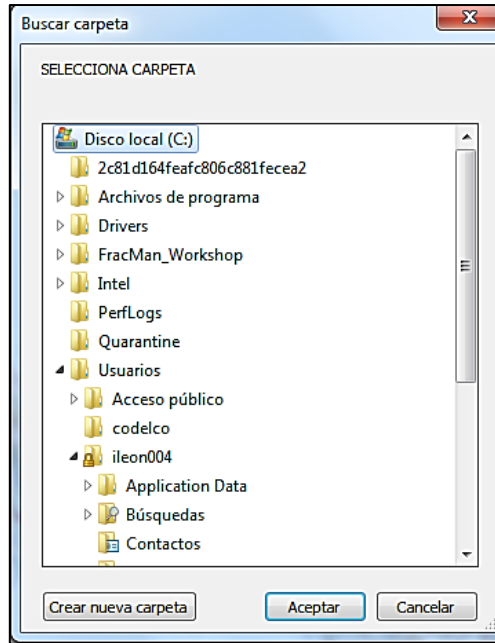 Buscar carpeta
SELECCIONA CARPETA
Disco local (C:)
2c81d164feafc806c881fecea2
Archivos de programa
Drivers
FracMan_Workshop
Intel
PerfLogs
Quarantine
Usuarios
Acceso público
codelco
ileon004
Application Data
Búsquedas
Contactos
Crear nueva carpeta Aceptar Cancelar